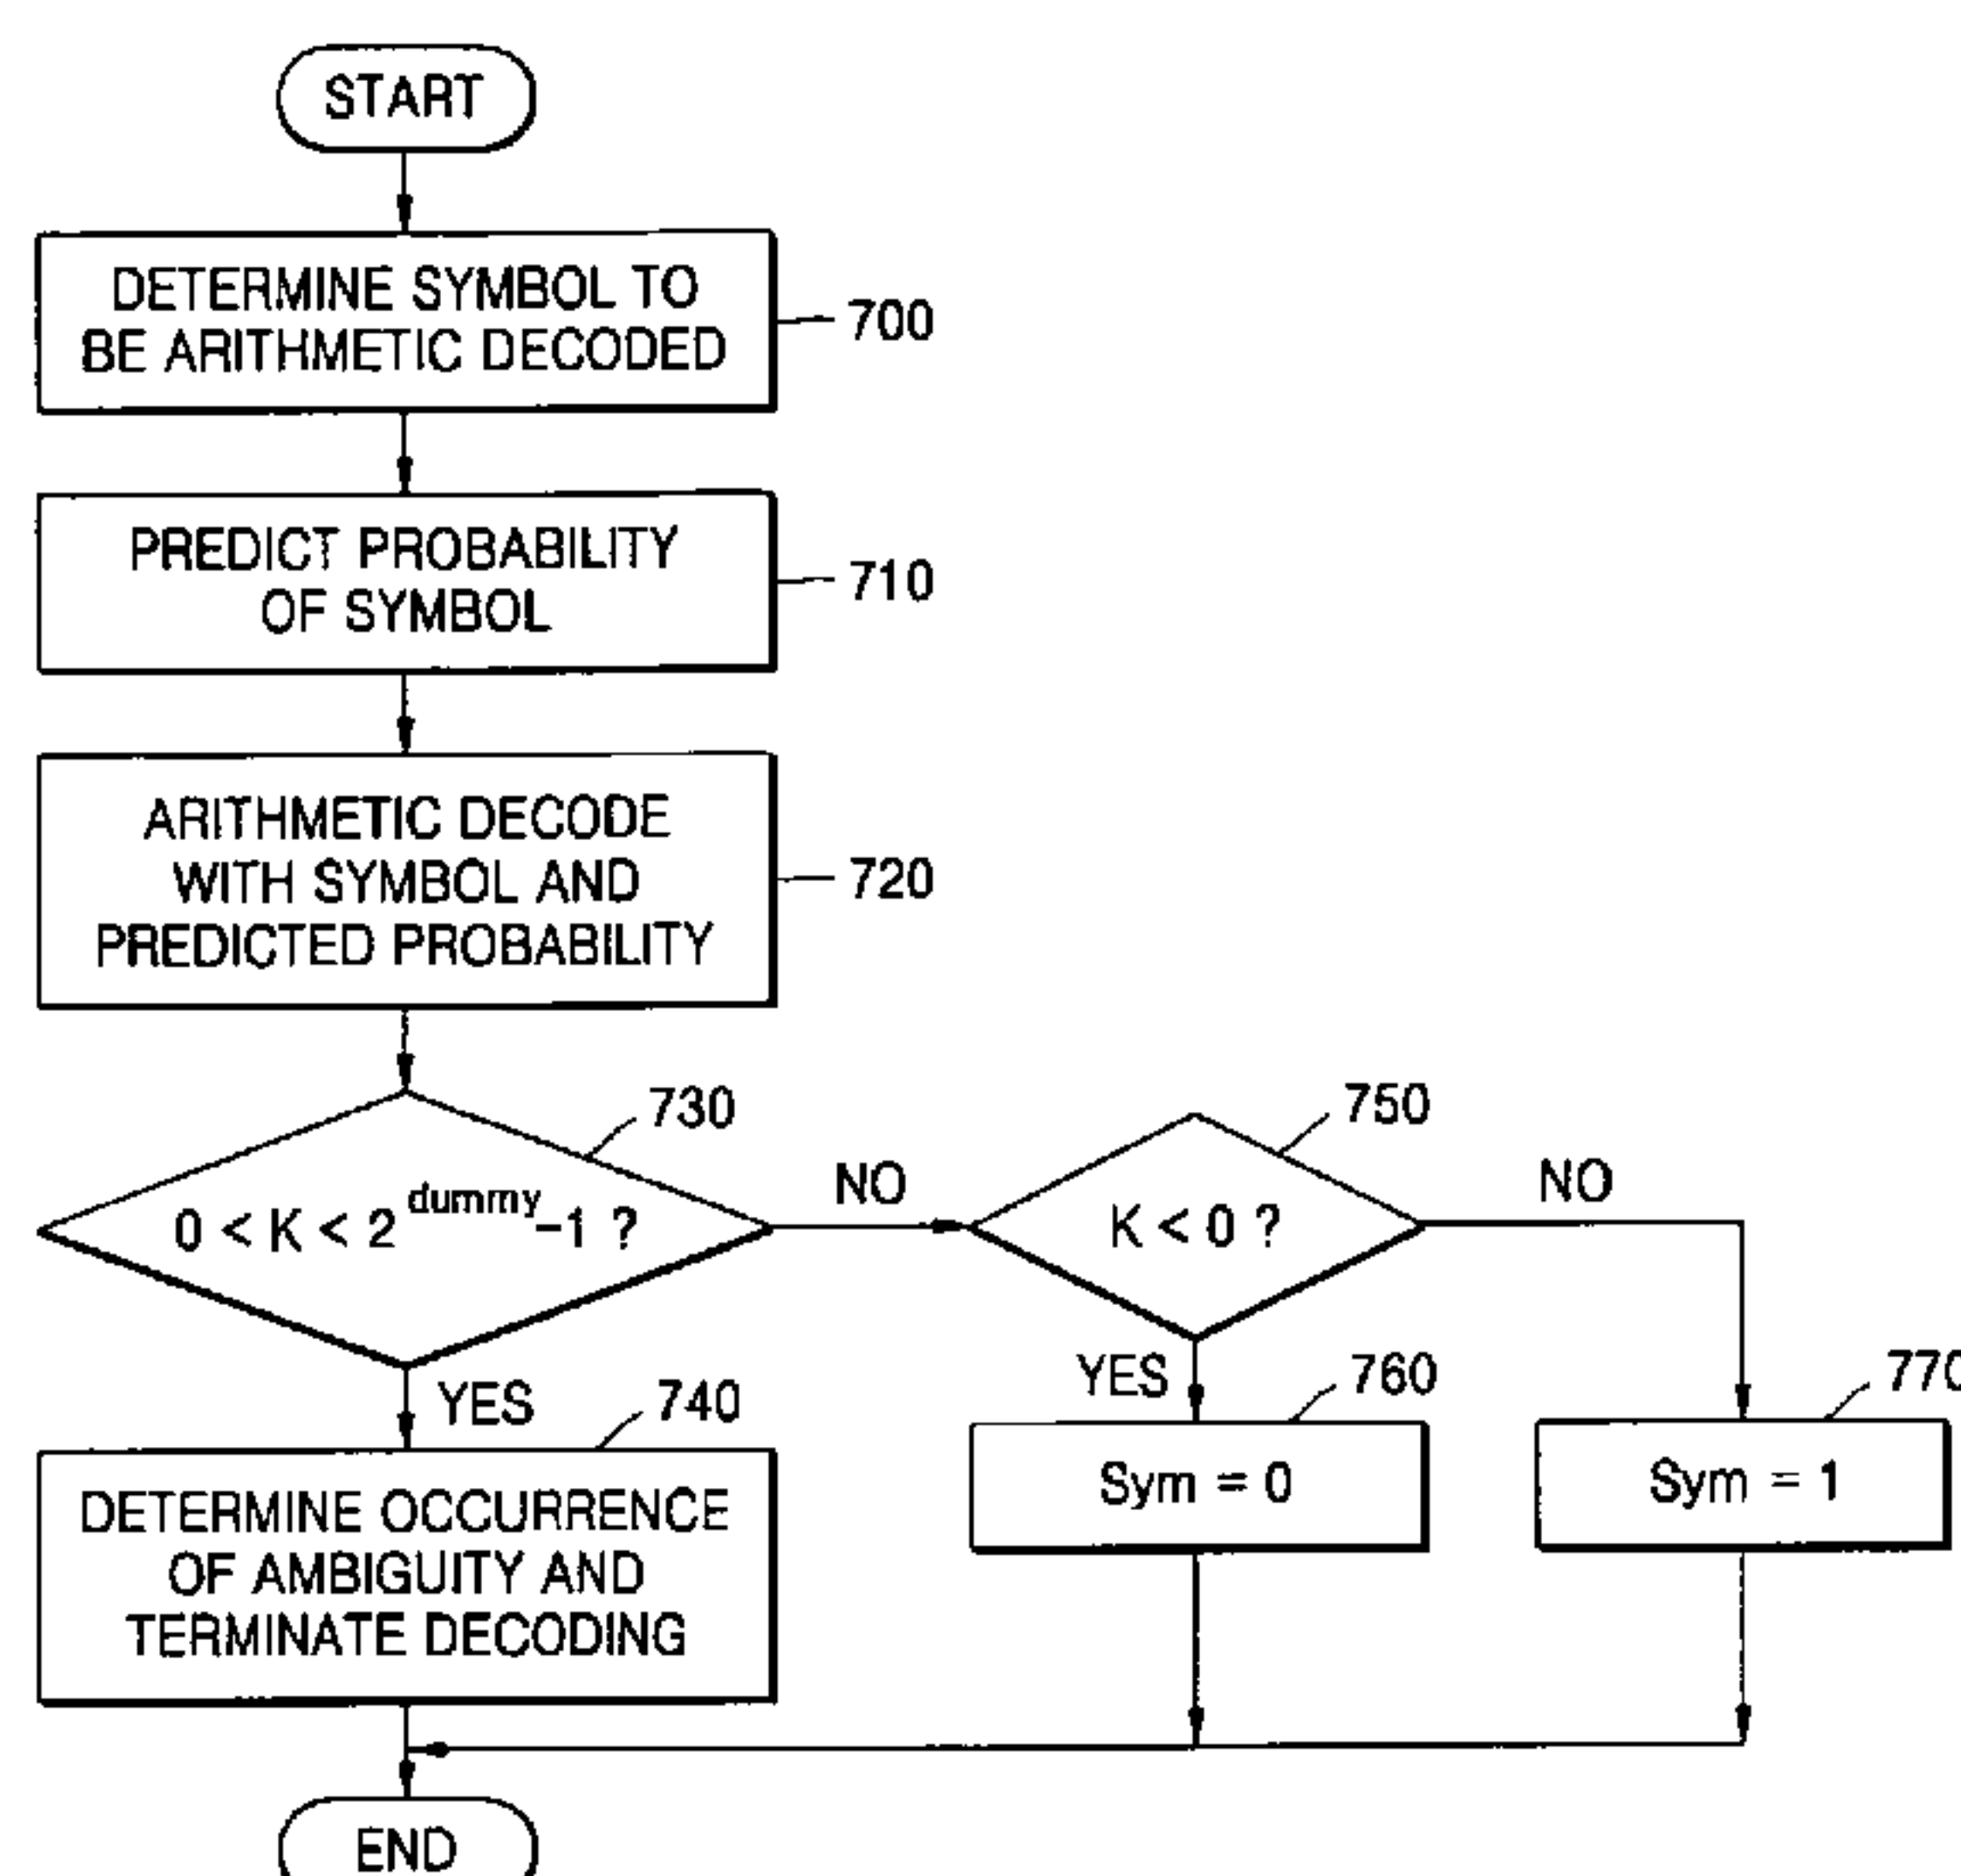 START
DETERMINE SYMBOL TO
BE ARITHMETIC DECODED
700
PREDICT PROBABILITY
OF SYMBOL
710
ARITHMETIC DECODE
WITH SYMBOL AND
PREDICTED PROBABILITY
720
730
0 < K < 2^dummy-1 ?
NO
750
K < 0 ?
NO
YES
740
DETERMINE OCCURRENCE
OF AMBIGUITY AND
TERMINATE DECODING
YES
760
Sym = 0
770
Sym = 1
END